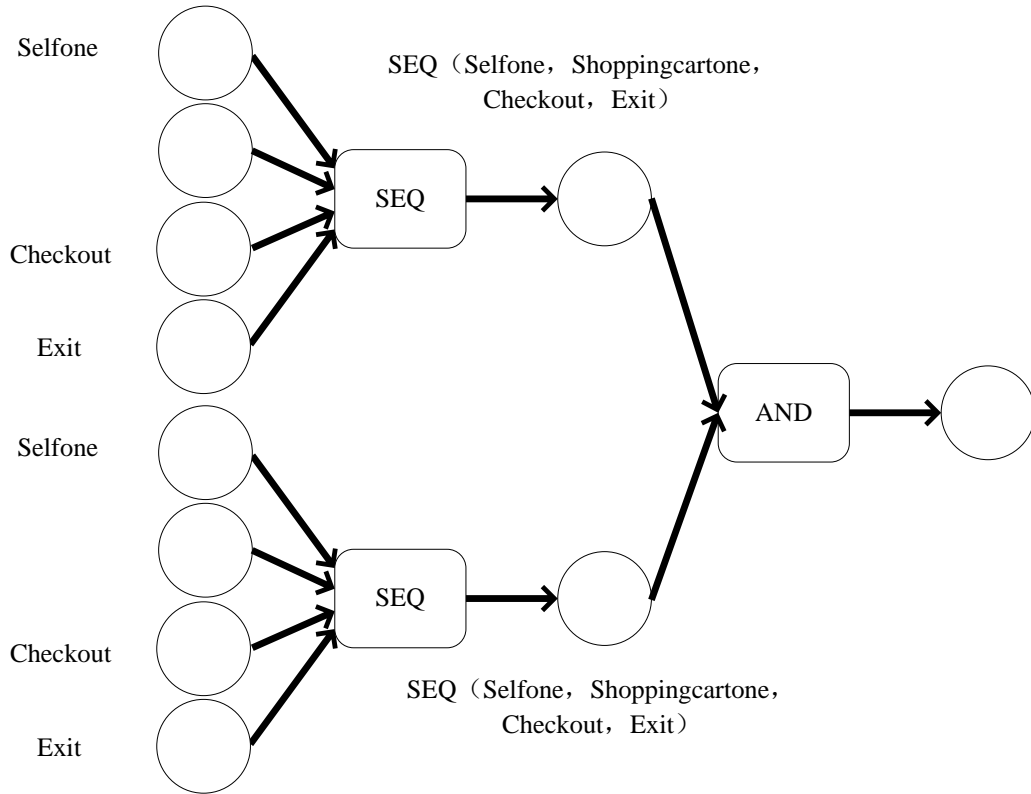 Selfone
SEQ（Selfone，Shoppingcartone，
Checkout，Exit）
SEQ
Checkout
Exit
AND
Selfone
SEQ
Checkout
SEQ（Selfone，Shoppingcartone，
Checkout，Exit）
Exit